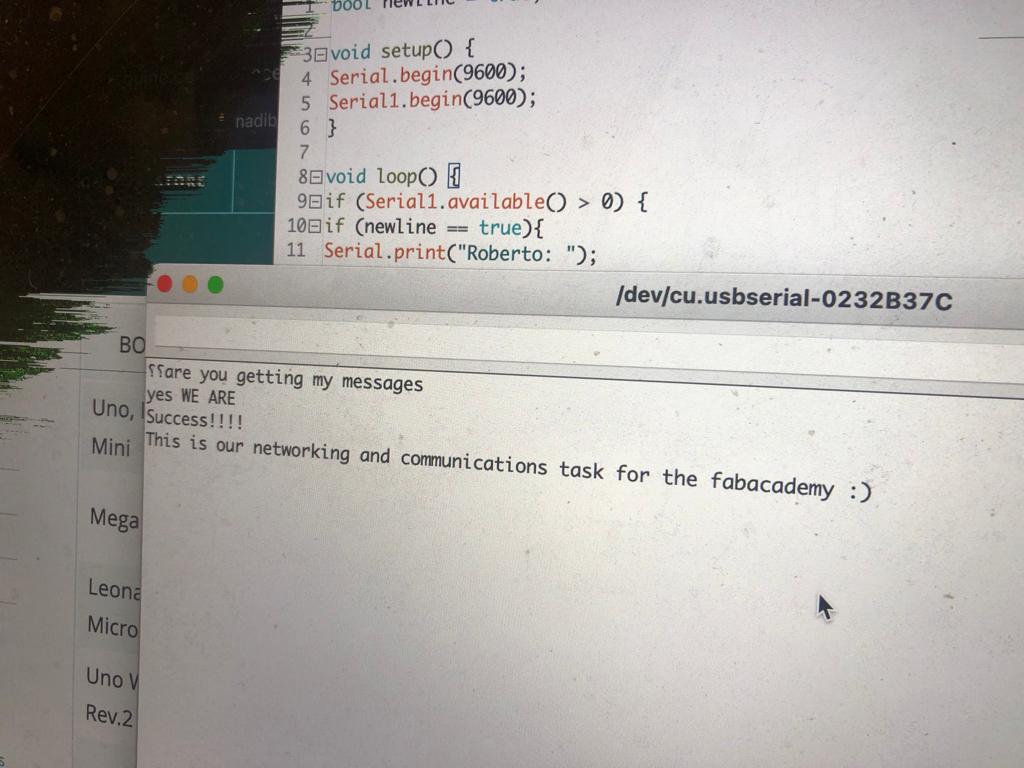 1 bool newline = true;
2
3 void setup() {
4 Serial.begin(9600);
5 Serial1.begin(9600);
6 }
7
8 void loop() {
9 if (Serial1.available() > 0) {
10 if (newline == true){
11 Serial.print("Roberto: ");
nadib
/dev/cu.usbserial-0232B37C
BO
Uno,
Mini
Mega
Leona
Micro
Uno V
Rev.2
are you getting my messages
yes WE ARE
Success!!!!
This is our networking and communications task for the fabacademy :)